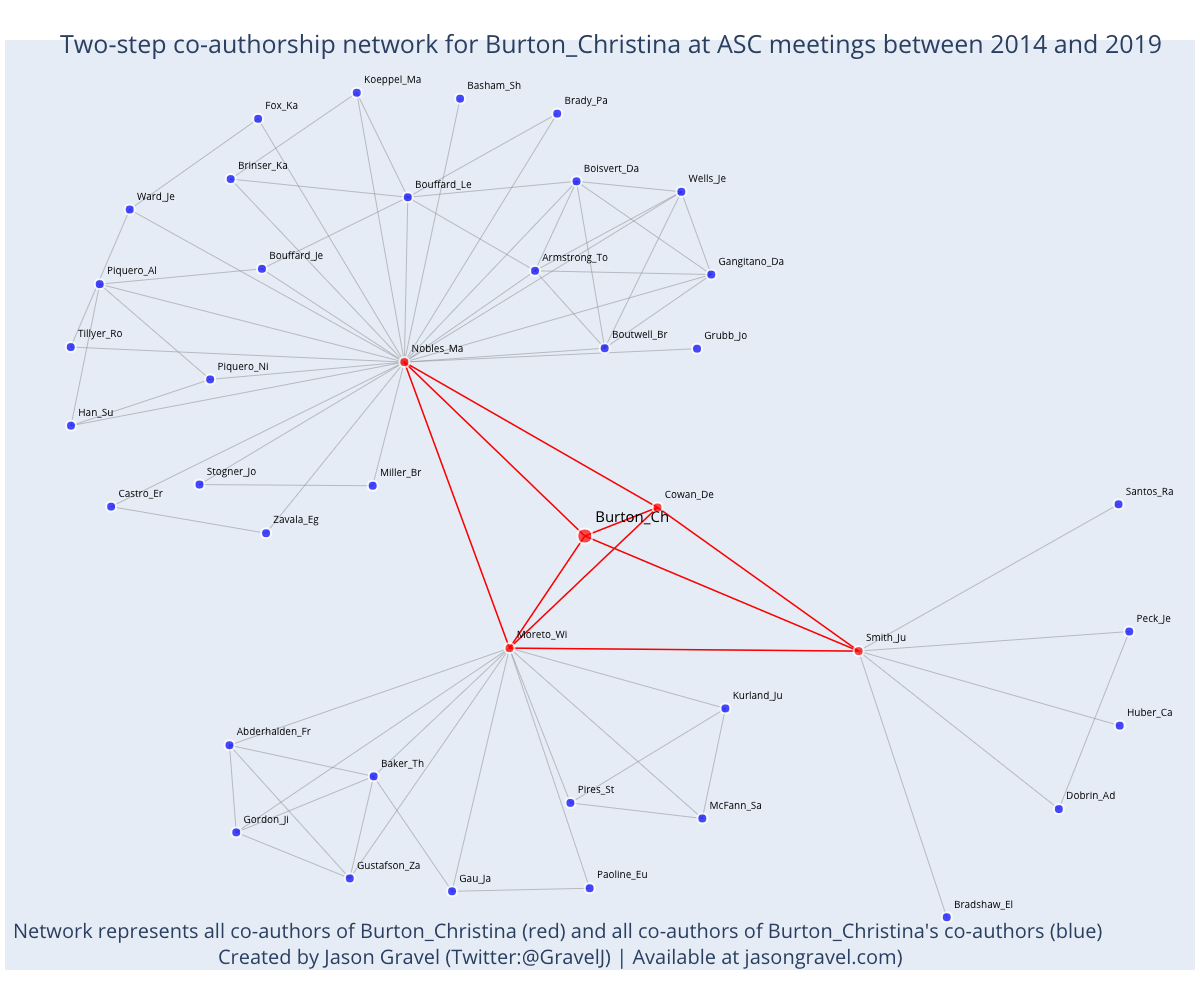 Two-step co-authorship network for Burton_Christina at ASC meetings between 2014 and 2019
Koeppel_Ma
Basham_Sh
Brady_Pa
Fox_Ka
Brinser_Ka
Boisvert_Da
Wells_Je
Bouffard_Le
Ward_Je
Bouffard_Je
Armstrong_To
Gangitano_Da
Piquero_Al
Tillyer_Ro
Boutwell_Br
Grubb_Jo
Nobles_Ma
Piquero_Ni
Han_Su
Stogner_Jo
Miller_Br
Castro_Er
Cowan_De
Santos_Ra
Zavala_Eg
Burton_Ch
Peck_Je
Moreto_Wi
Smith_Ju
Kurland_Ju
Huber_Ca
Abderhalden_Fr
Baker_Th
Pires_St
Dobrin_Ad
McFann_Sa
Gordon_Ji
Gustafson_Za
Gau_Ja
Paoline_Eu
Bradshaw_El
Network represents all co-authors of Burton_Christina (red) and all co-authors of Burton_Christina's co-authors (blue)
Created by Jason Gravel (Twitter:@GravelJ) | Available at jasongravel.com)